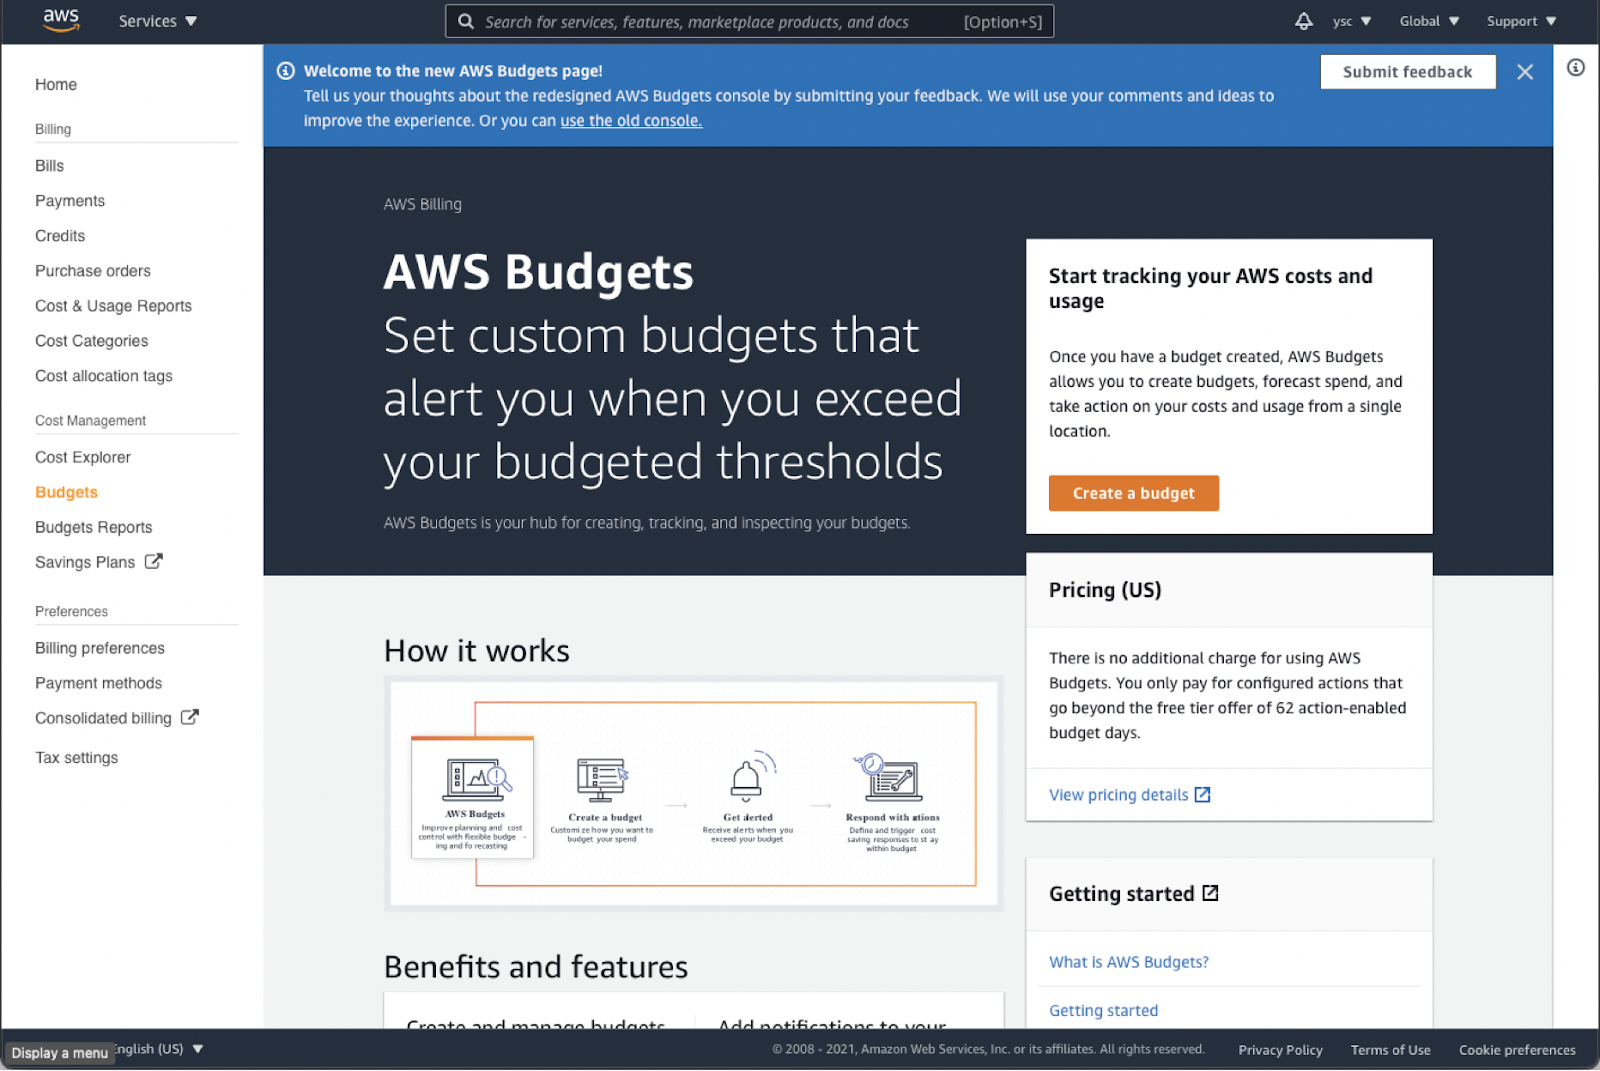 aws
Services
Search for services, features, marketplace products, and docs
[Option+S]
ysc
Global
Support
Home
Billing
Bills
Payments
Credits
Purchase orders
Cost & Usage Reports
Cost Categories
Cost allocation tags
Cost Management
Cost Explorer
Budgets
Budgets Reports
Savings Plans
Preferences
Billing preferences
Payment methods
Consolidated billing
Tax settings
Welcome to the new AWS Budgets page!
Tell us your thoughts about the redesigned AWS Budgets console by submitting your feedback. We will use your comments and ideas to
improve the experience. Or you can use the old console.
Submit feedback
AWS Billing
AWS Budgets
Set custom budgets that
alert you when you exceed
your budgeted thresholds
AWS Budgets is your hub for creating, tracking, and inspecting your budgets.
Start tracking your AWS costs and
usage
Once you have a budget created, AWS Budgets
allows you to create budgets, forecast spend, and
take action on your costs and usage from a single
location.
Create a budget
Pricing (US)
There is no additional charge for using AWS
Budgets. You only pay for configured actions that
go beyond the free tier offer of 62 action-enabled
budget days.
View pricing details
Getting started
What is AWS Budgets?
Getting started
How it works
AWS Budgets
Improve planning and cost
control with flexible budge -
ing and fo recasting
Create a budget
Customize how you want to
budget your spend
Get alerted
Receive alerts when you
exceed your budget
Respond with actions
Define and trigger cost
saving responses to st ay
within budget
Benefits and features
Create and manage budgets
Add notifications to your
Display a menu
English (US)
© 2008 - 2021, Amazon Web Services, Inc. or its affiliates. All rights reserved.
Privacy Policy
Terms of Use
Cookie preferences